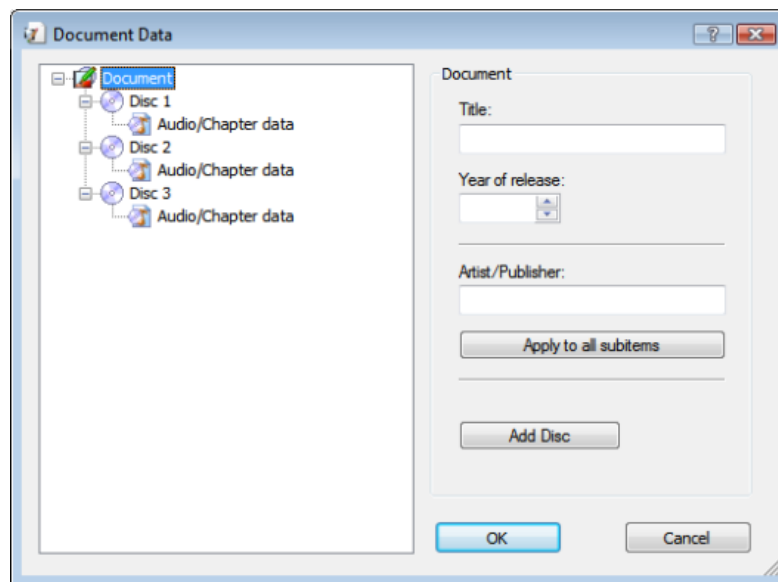 Document Data
Document
Disc 1
Audio/Chapter data
Disc 2
Audio/Chapter data
Disc 3
Audio/Chapter data
Document
Title:
Year of release:
Artist/Publisher:
Apply to all subitems
Add Disc
OK
Cancel